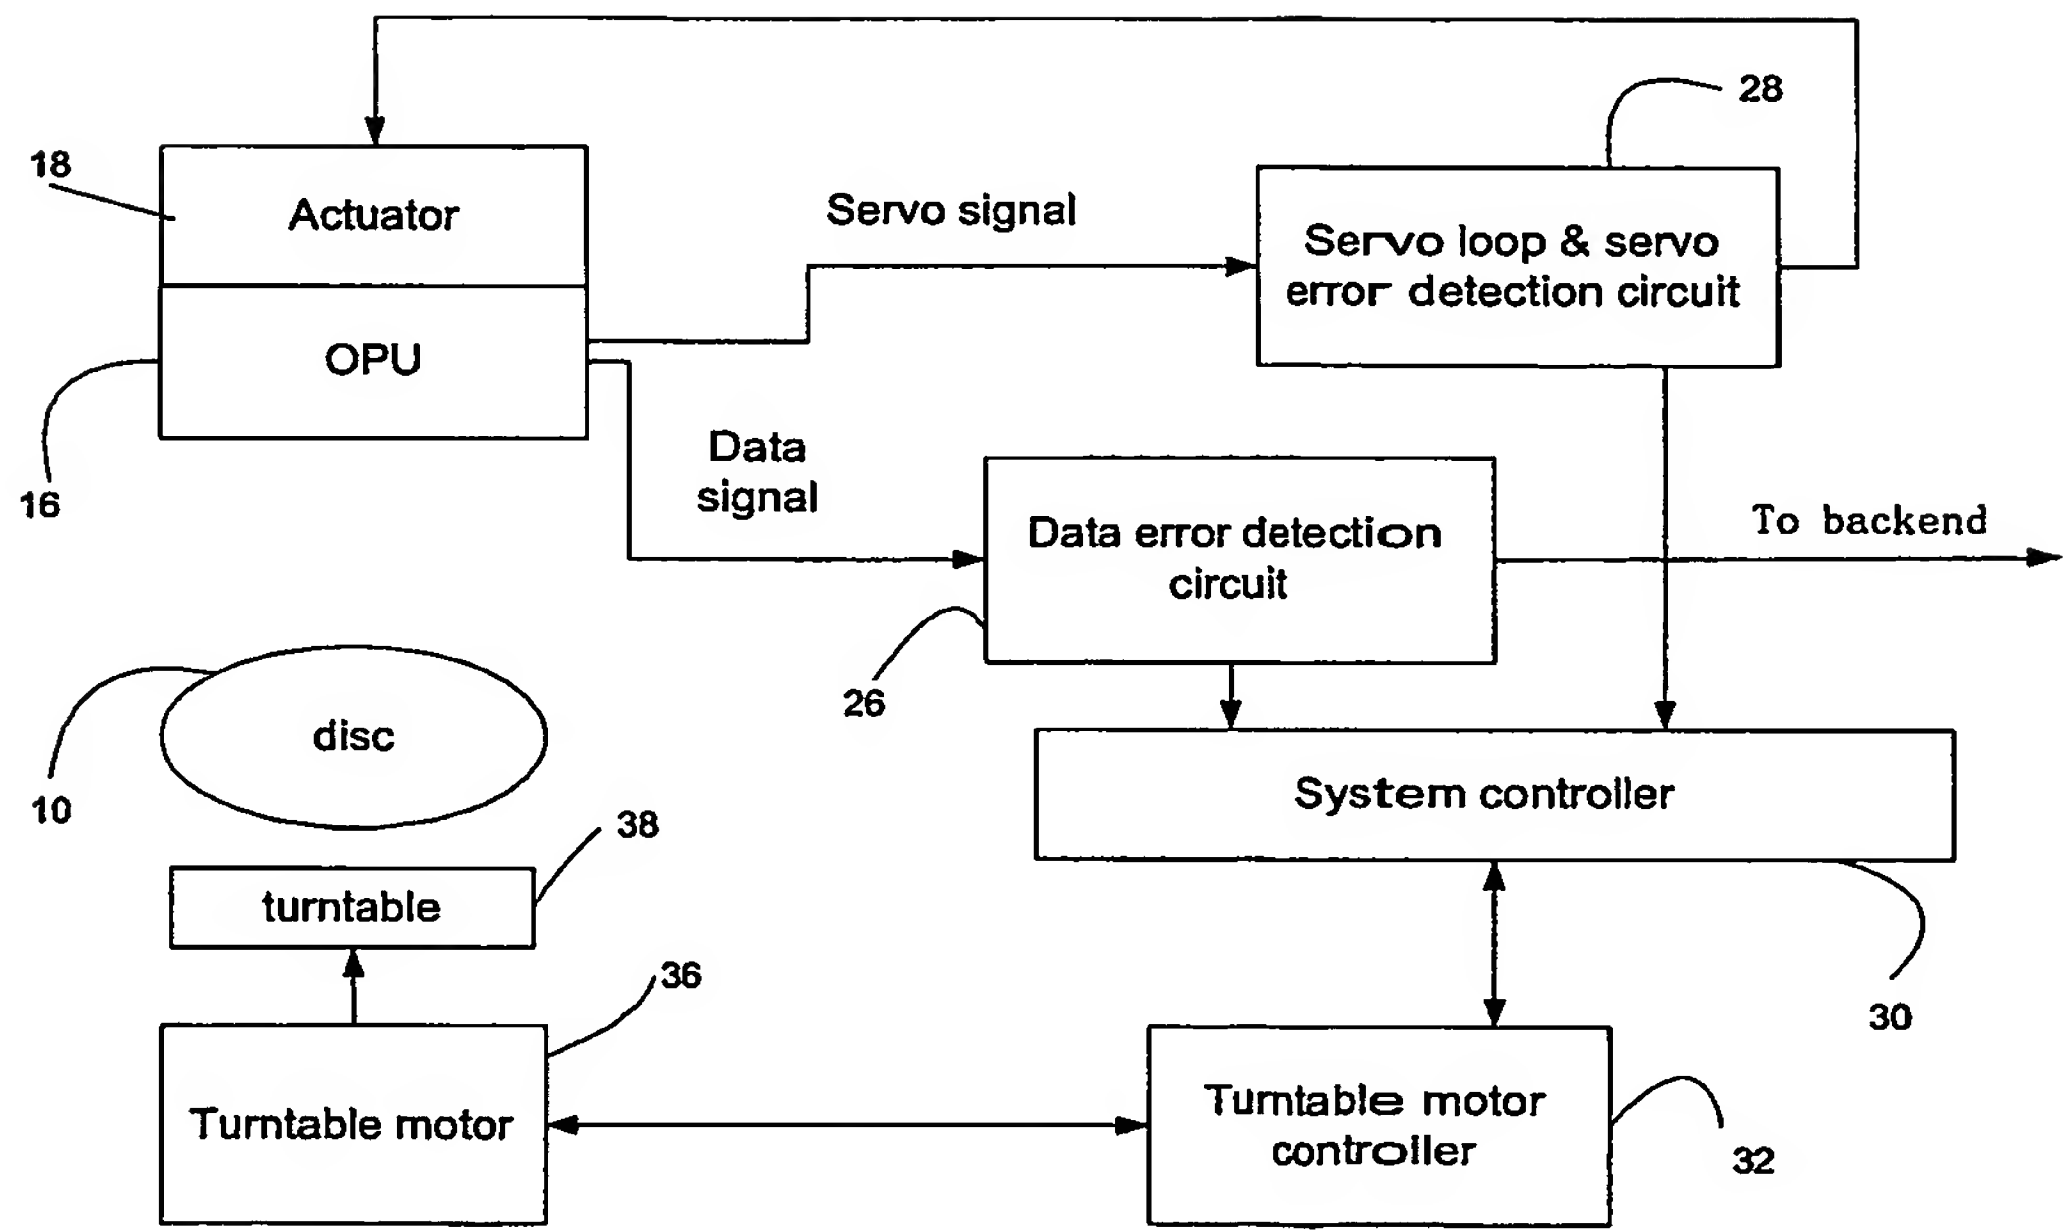 28
18
Actuator
Servo signal
Servo loop & servo
error detection circuit
OPU
16
Data
signal
Data error detection
circuit
To backend
26
disc
10
System controller
38
turntable
36
30
Turntable motor
Turntable motor
controller
32